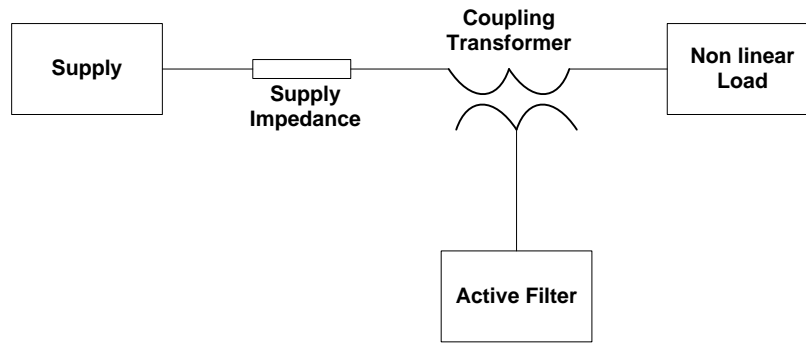 Supply
Supply
Impedance
Coupling
Transformer
Non linear
Load
Active Filter